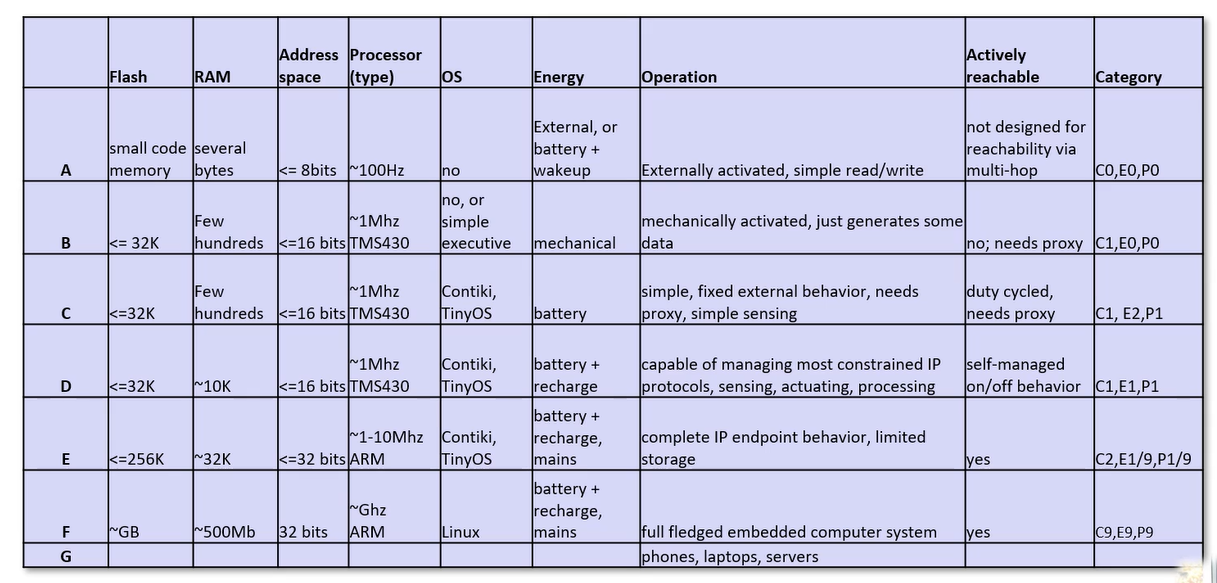 Flash RAM Address space Processor (type) OS Energy Operation Actively reachable Category
A small code memory several bytes <= 8bits ~100Hz no External, or battery + wakeup Externally activated, simple read/write not designed for reachability via multi-hop C0,E0,P0
B <= 32K Few hundreds <=16 bits ~1Mhz TMS430 no, or simple executive mechanical mechanically activated, just generates some data no; needs proxy C1,E0,P0
C <=32K Few hundreds <=16 bits ~1Mhz TMS430 Contiki, TinyOS battery simple, fixed external behavior, needs proxy, simple sensing duty cycled, needs proxy C1, E2,P1
D <=32K ~10K <=16 bits ~1Mhz TMS430 Contiki, TinyOS battery + recharge capable of managing most constrained IP protocols, sensing, actuating, processing self-managed on/off behavior C1,E1,P1
E <=256K ~32K <=32 bits ~1-10Mhz ARM Contiki, TinyOS battery + recharge, mains complete IP endpoint behavior, limited storage yes C2,E1/9,P1/9
F ~GB ~500Mb 32 bits ~Ghz ARM Linux battery + recharge, mains full fledged embedded computer system yes C9,E9,P9
G phones, laptops, servers